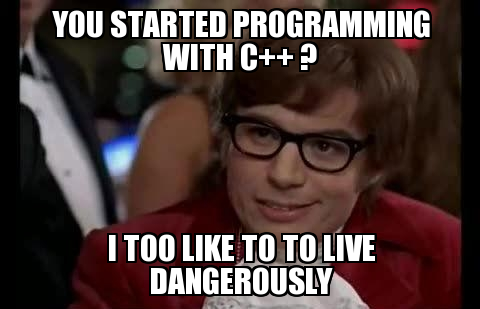 YOU STARTED PROGRAMMING
WITH C++ ?
I TOO LIKE TO TO LIVE
DANGEROUSLY